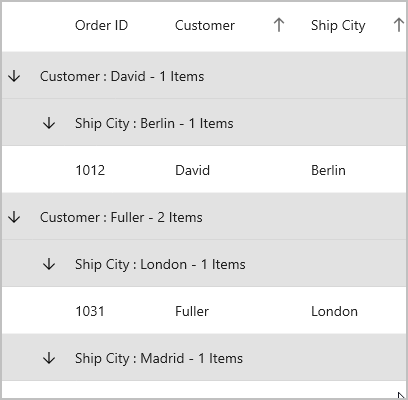 Order ID Customer Ship City
Customer : David - 1 Items
Ship City : Berlin - 1 Items
1012 David Berlin
Customer : Fuller - 2 Items
Ship City : London - 1 Items
1031 Fuller London
Ship City : Madrid - 1 Items